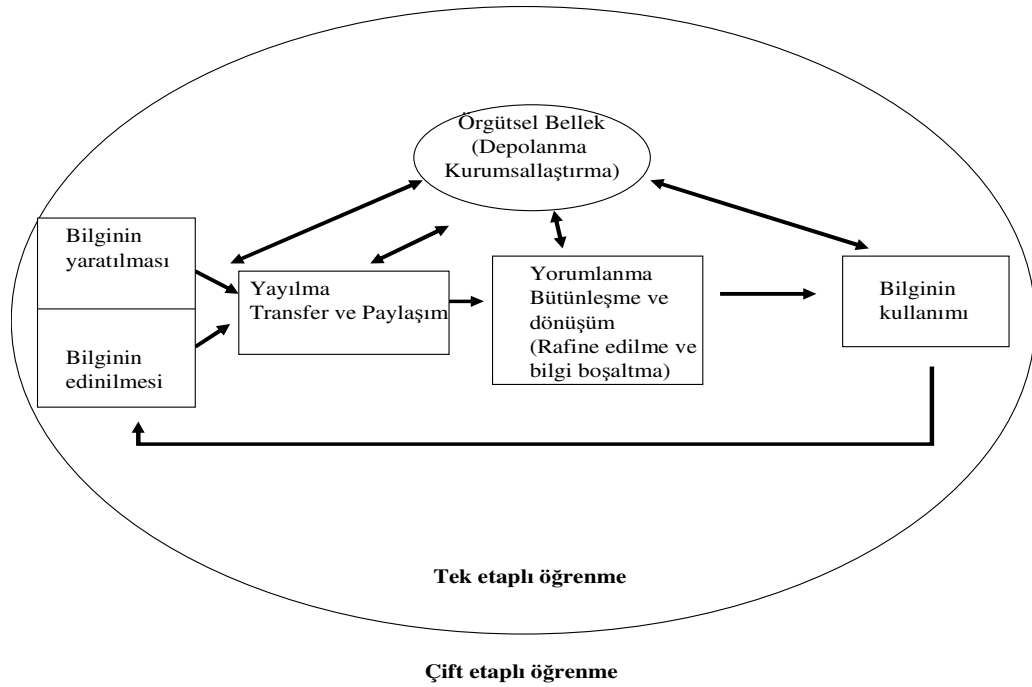 Örgütsel Bellek
(Depolanma
Kurumsallaştırma)
Bilginin
yaratılması
Bilginin
edinilmesi
Yayılma
Transfer ve Paylaşım
Yorumlanma
Bütünleşme ve
dönüşüm
(Rafine edilme ve
bilgi boşaltma)
Bilginin
kullanımı
Tek etaplı öğrenme
Çift etaplı öğrenme